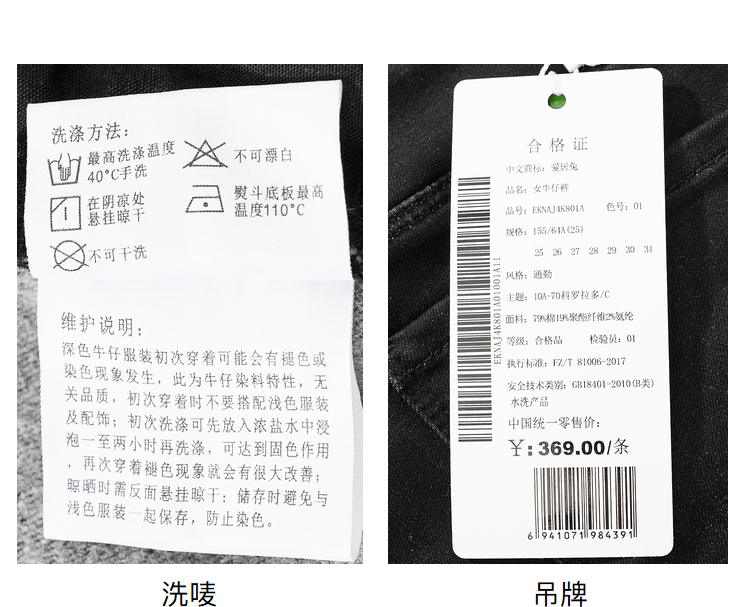 洗涤方法:
最高洗涤温度
40°C手洗
不可漂白
在阴凉处
悬挂晾干
熨斗底板最高
温度110°C
不可干洗
维护说明:
深色牛仔服装初次穿着可能会有褪色或
染色现象发生，此为牛仔染料特性，无
关品质，初次穿着时不要搭配浅色服装
及配饰；初次洗涤可先放入浓盐水中浸
泡一至两小时再洗涤，可达到固色作用
，再次穿着褪色现象就会有很大改善；
晾晒时需反面悬挂晾干；储存时避免与
浅色服装一起保存，防止染色。
洗唛
合格证
中文商标: 爱居兔
品名: 女牛仔裤
品号: EKNAJ4K801A 色号: 01
规格: 155/64A(25)
25 26 27 28 29 30 31
风格: 通勤
主题: 10A-70科罗拉多/C
面料: 79%棉19%聚酯纤维2%氨纶
等级: 合格品 检验员: 01
执行标准: FZ/T 81006-2017
安全技术类别: GB18401-2010(B类)
水洗产品
中国统一零售价:
¥: 369.00/条
EKNAJ4K801A01001A11
6 941071 984391
吊牌